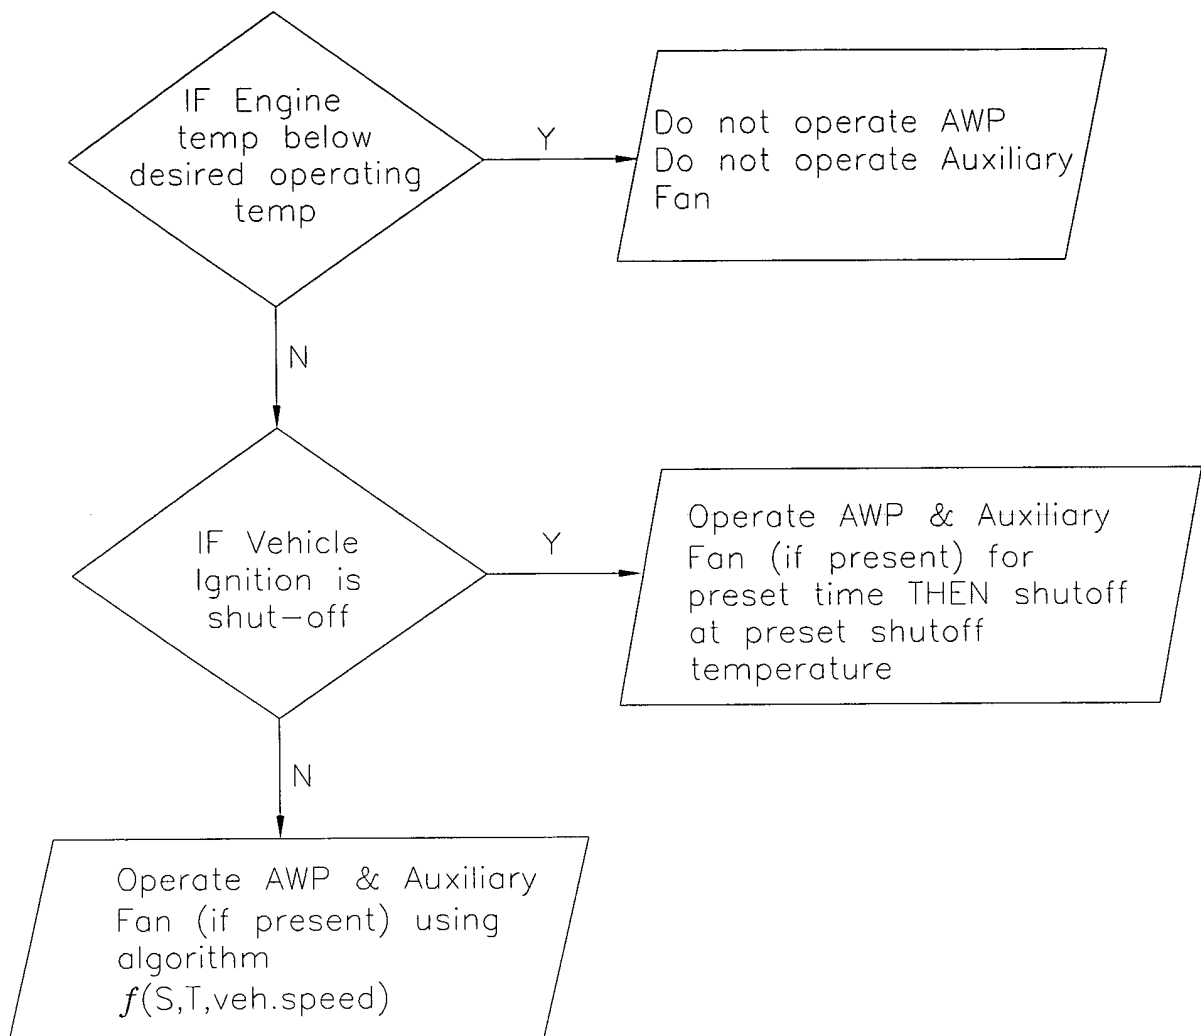 IF Engine
temp below
desired operating
temp
Y
Do not operate AWP
Do not operate Auxiliary
Fan
N
IF Vehicle
Ignition is
shut-off
Y
Operate AWP & Auxiliary
Fan (if present) for
preset time THEN shutoff
at preset shutoff
temperature
N
Operate AWP & Auxiliary
Fan (if present) using
algorithm
f(S,T,veh.speed)